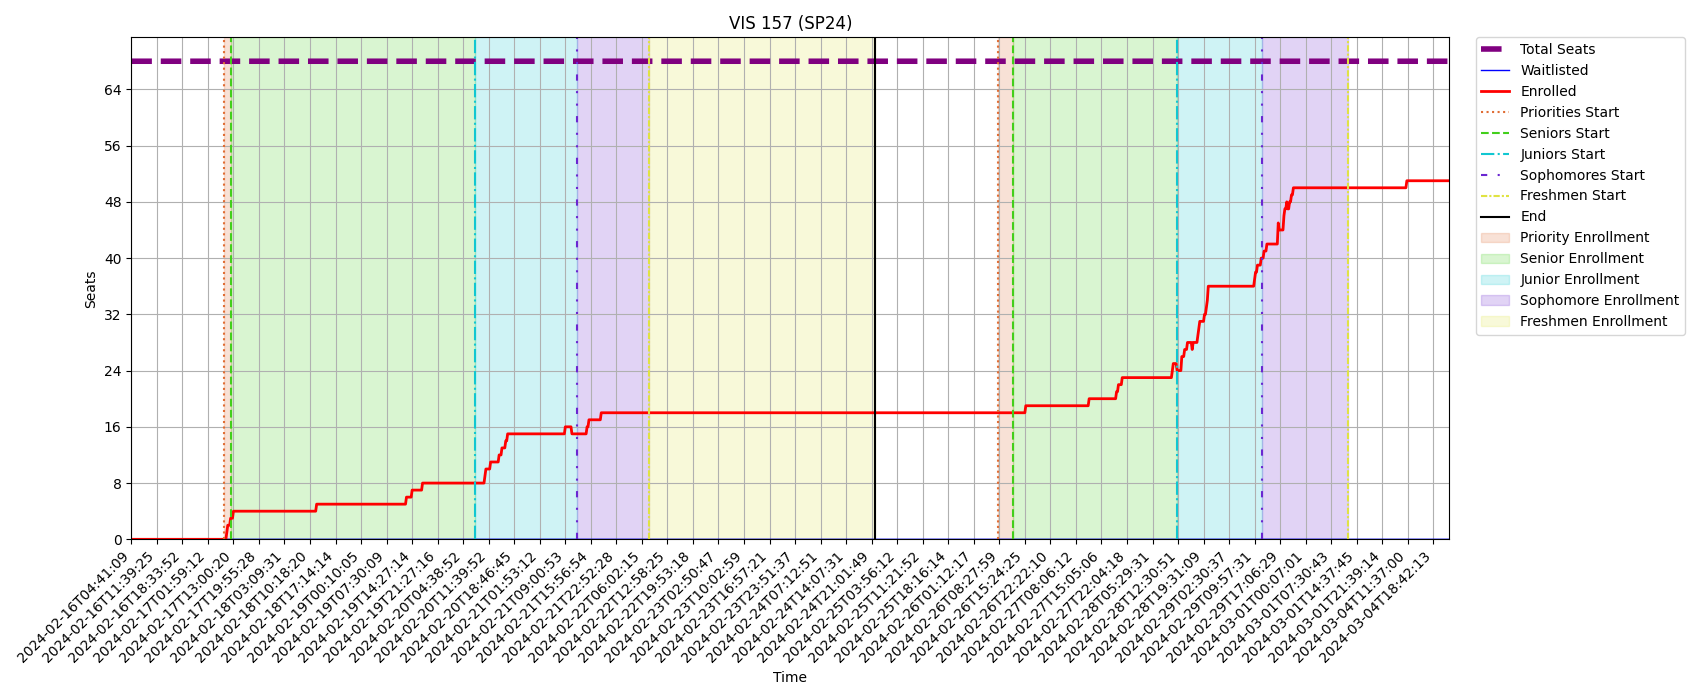 VIS 157 (SP24)
Total Seats
Waitlisted
Enrolled
Priorities Start
Seniors Start
Juniors Start
Sophomores Start
Freshmen Start
End
Priority Enrollment
Senior Enrollment
Junior Enrollment
Sophomore Enrollment
Freshmen Enrollment
Seats
64
56
48
40
32
24
16
8
0
2024-02-16T04:41:09
2024-02-16T11:39:25
2024-02-16T18:33:52
2024-02-17T01:59:12
2024-02-17T13:00:20
2024-02-17T19:55:28
2024-02-18T03:09:31
2024-02-18T10:18:20
2024-02-18T17:14:14
2024-02-19T00:10:05
2024-02-19T07:30:09
2024-02-19T14:27:14
2024-02-19T21:27:16
2024-02-20T04:38:52
2024-02-20T11:39:52
2024-02-20T18:46:45
2024-02-21T01:53:12
2024-02-21T09:00:53
2024-02-21T15:56:54
2024-02-21T22:52:28
2024-02-22T06:02:15
2024-02-22T12:58:25
2024-02-22T19:53:18
2024-02-23T02:50:47
2024-02-23T10:02:59
2024-02-23T16:57:21
2024-02-23T23:51:37
2024-02-24T07:12:51
2024-02-24T14:07:31
2024-02-24T21:01:49
2024-02-25T03:56:12
2024-02-25T11:21:52
2024-02-25T18:16:14
2024-02-26T01:12:17
2024-02-26T08:27:59
2024-02-26T15:24:25
2024-02-26T22:22:10
2024-02-27T08:06:12
2024-02-27T15:05:06
2024-02-27T22:04:18
2024-02-28T05:29:31
2024-02-28T12:30:51
2024-02-28T19:31:09
2024-02-29T02:30:37
2024-02-29T09:57:31
2024-02-29T17:06:29
2024-03-01T00:07:01
2024-03-01T07:30:43
2024-03-01T14:37:45
2024-03-01T21:39:14
2024-03-04T11:37:00
2024-03-04T18:42:13
Time